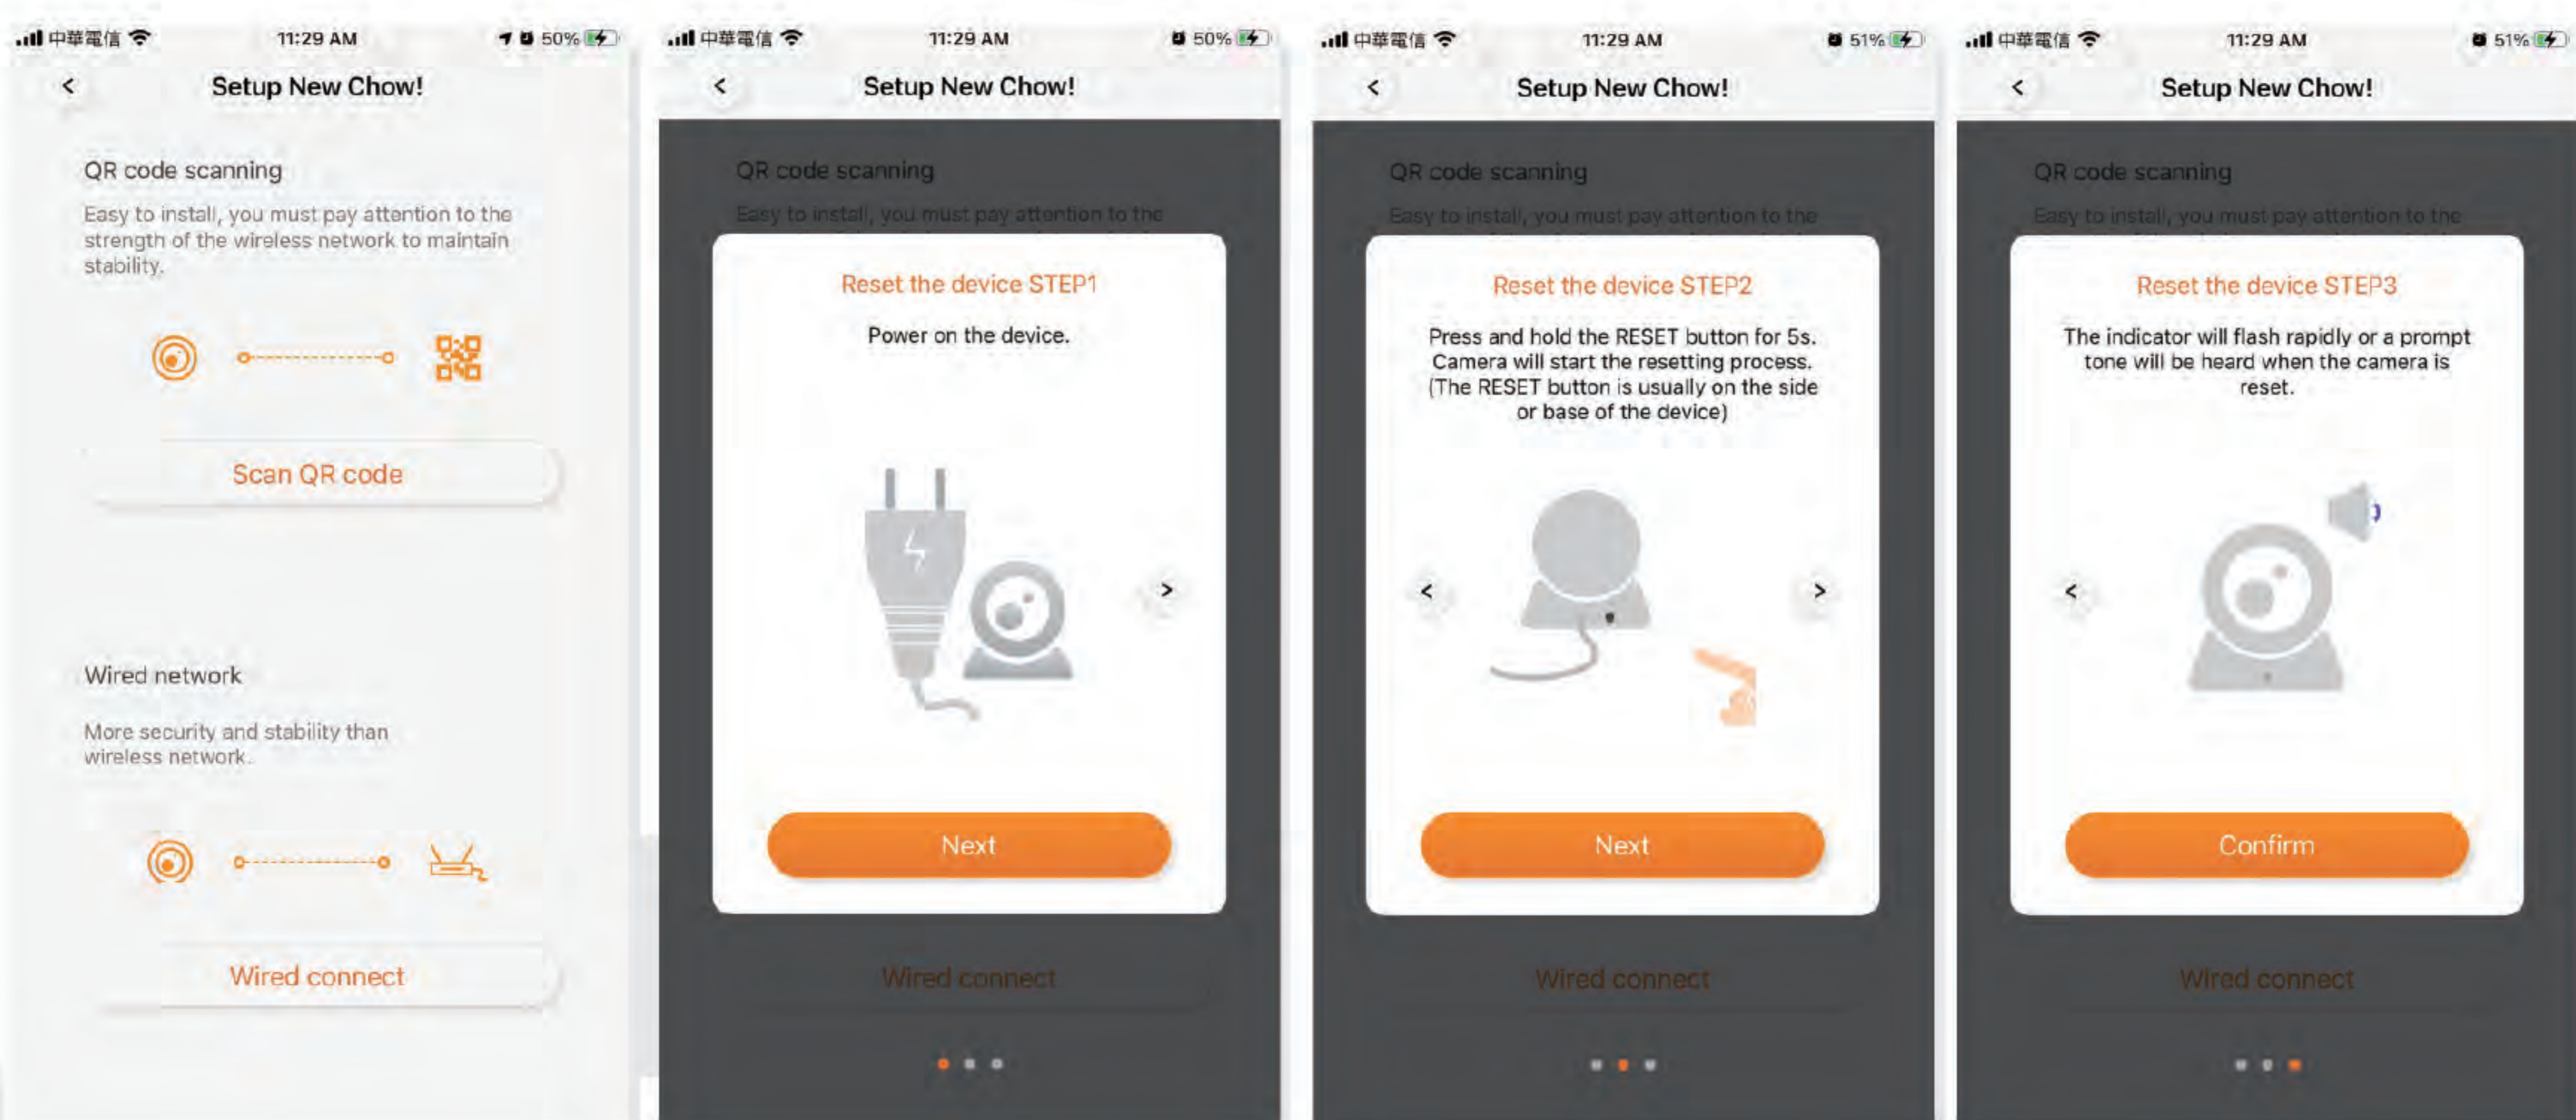 中華電信
11:29 AM
50%
<
Setup New Chow!
QR code scanning
Easy to install, you must pay attention to the
strength of the wireless network to maintain
stability.
Scan QR code
Wired network
More security and stability than
wireless network.
Wired connect
中華電信
11:29 AM
50%
<
Setup New Chow!
QR code scanning
Easy to install, you must pay attention to the
Reset the device STEP1
Power on the device.
>
Next
Wired connect
中華電信
11:29 AM
51%
<
Setup New Chow!
QR code scanning
Easy to install, you must pay attention to the
Reset the device STEP2
Press and hold the RESET button for 5s.
Camera will start the resetting process.
(The RESET button is usually on the side
or base of the device)
< >
Next
Wired connect
中華電信
11:29 AM
51%
<
Setup New Chow!
QR code scanning
Easy to install, you must pay attention to the
Reset the device STEP3
The indicator will flash rapidly or a prompt
tone will be heard when the camera is
reset.
<
Confirm
Wired connect